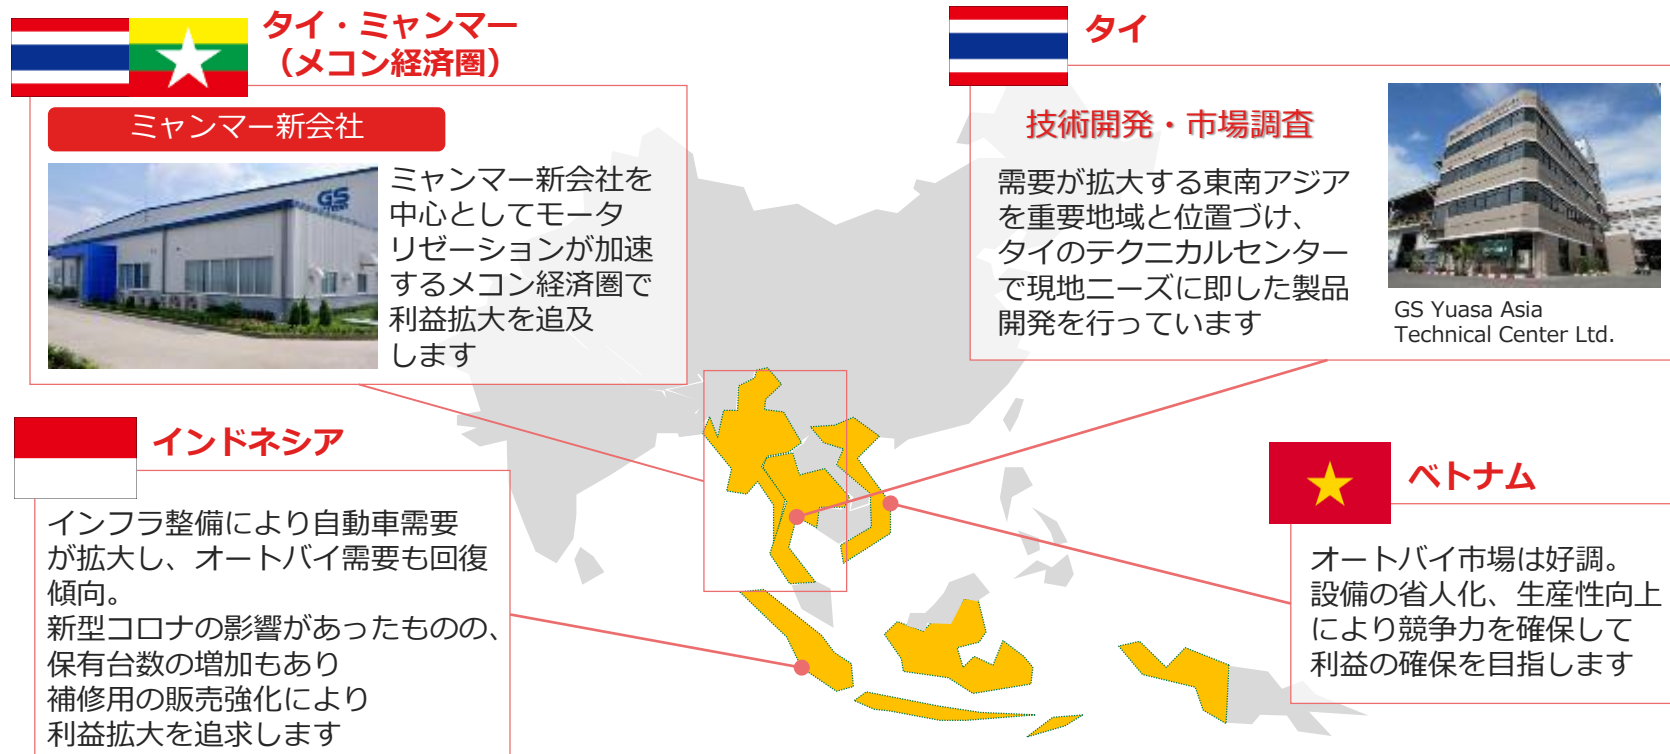 タイ・ミャンマー
（メコン経済圏）
ミャンマー新会社
GS
ミャンマー新会社を
中心としてモータ
リゼーションが加速
するメコン経済圏で
利益拡大を追及
します
タイ
技術開発・市場調査
需要が拡大する東南アジア
を重要地域と位置づけ、
タイのテクニカルセンター
で現地ニーズに即した製品
開発を行っています
GS Yuasa Asia
Technical Center Ltd.
インドネシア
インフラ整備により自動車需要
が拡大し、オートバイ需要も回復
傾向。
新型コロナの影響があったものの、
保有台数の増加もあり
補修用の販売強化により
利益拡大を追求します
ベトナム
オートバイ市場は好調。
設備の省人化、生産性向上
により競争力を確保して
利益の確保を目指します